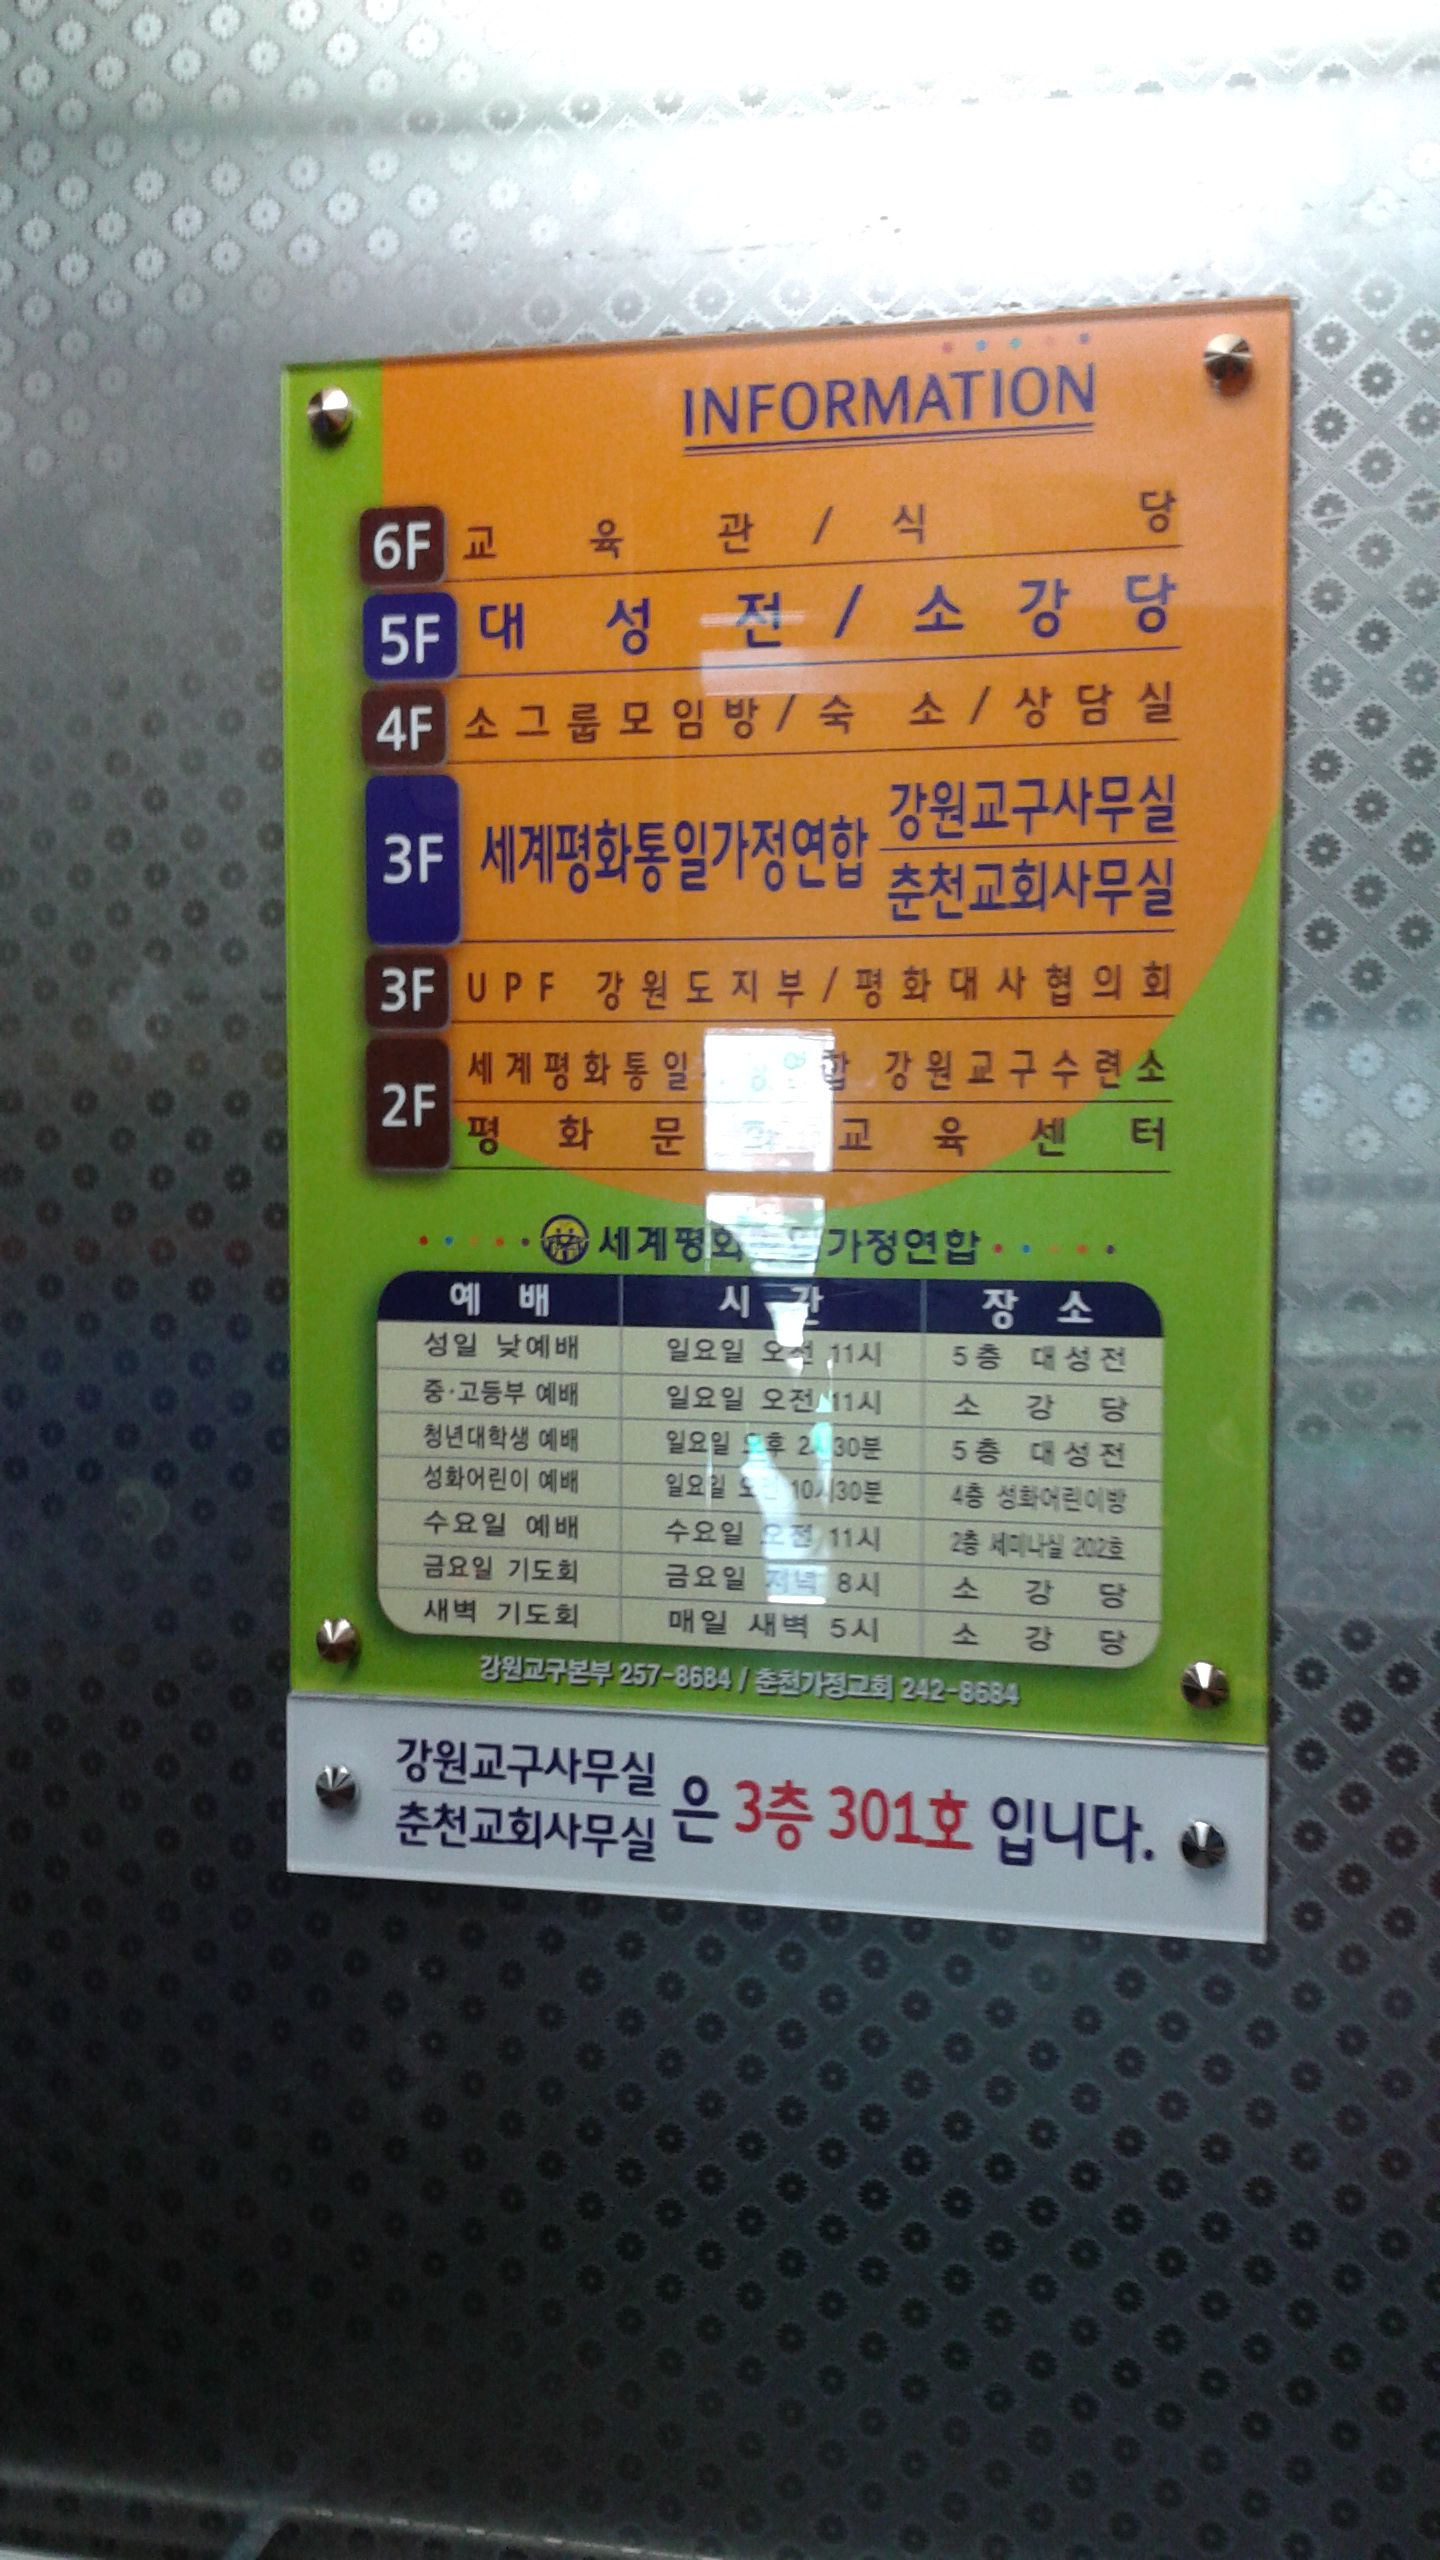 INFORMATION
6F 교육관/식당
5F 대성전/소강당
4F 소그룹모임방/숙소/상담실
3F 세계평화통일가정연합 강원교구사무실
춘천교회사무실
3F UPF 강원도지부/평화대사협의회
2F 세계평화통일가정연합 강원교구수련소
평화문화교육센터
세계평화통일가정연합
예배 시간 장소
성일 낮예배 일요일 오전 11시 5층 대성전
중·고등부 예배 일요일 오전 11시 소강당
청년대학생 예배 일요일 오후 2시30분 5층 대성전
성화어린이 예배 일요일 오전 10시30분 4층 성화어린이방
수요일 예배 수요일 오전 11시 2층 세미나실 202호
금요일 기도회 금요일 저녁 8시 소강당
새벽 기도회 매일 새벽 5시 소강당
강원교구본부 257-8684 / 춘천가정교회 242-8684
강원교구사무실
춘천교회사무실 은 3층 301호 입니다.